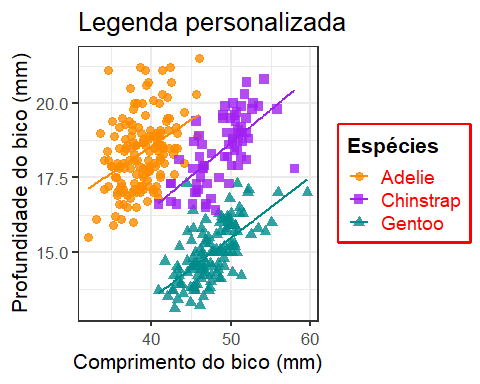 Legenda personalizada
Profundidade do bico (mm)
20.0
17.5
15.0
40
50
60
Comprimento do bico (mm)
Espécies
Adelie
Chinstrap
Gentoo